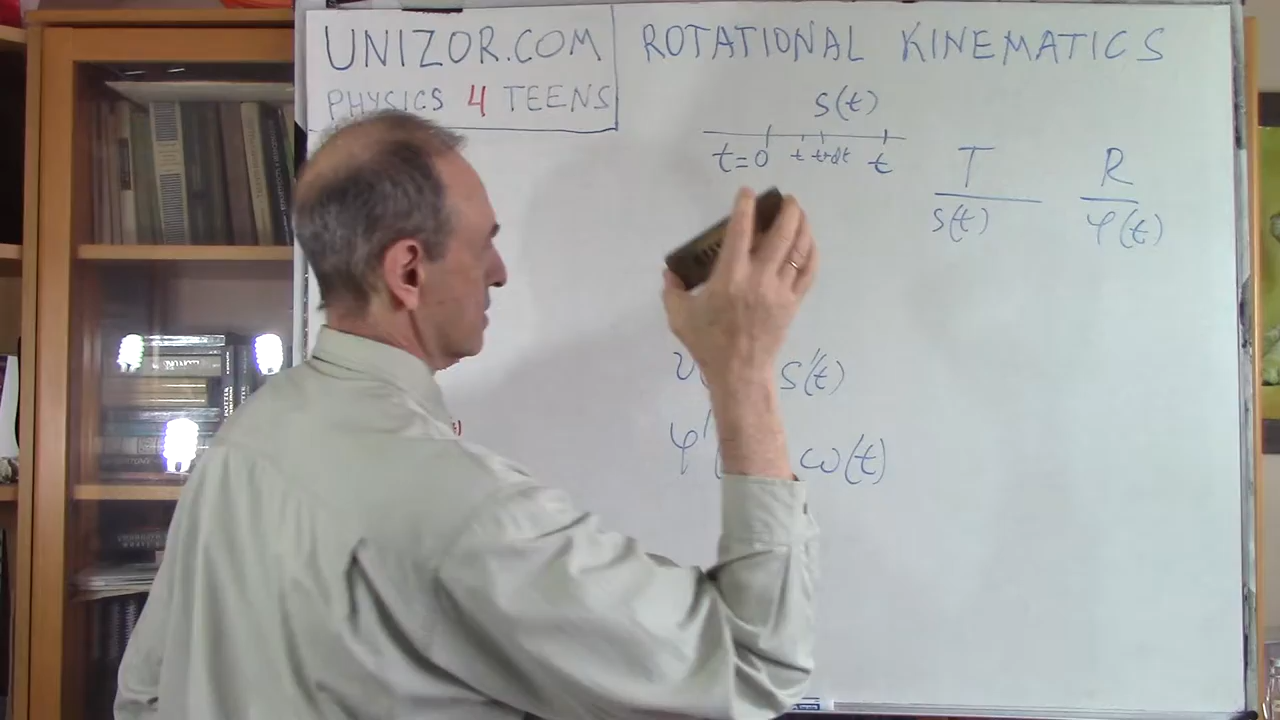 UNIZOR.COM
PHYSICS 4 TEENS
ROTATIONAL KINEMATICS
s(t)
t=0 t t+dt t
T R
s(t) φ(t)
s'(t)
φ' ω(t)